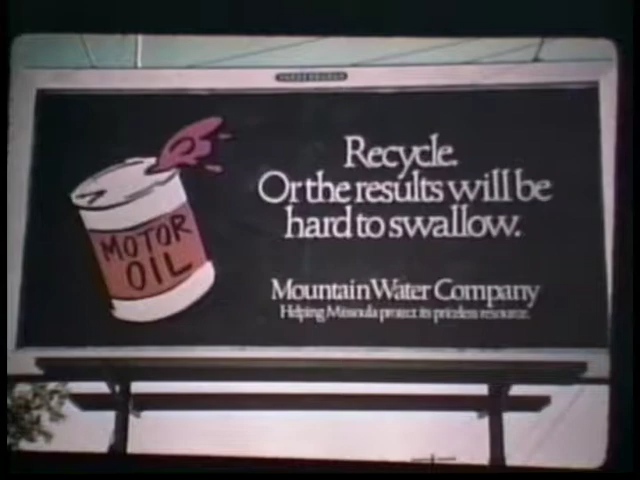 MOTOR
OIL
Recycle.
Or the results will be
hard to swallow.
Mountain Water Company
Helping Missoula protect its priceless resource.